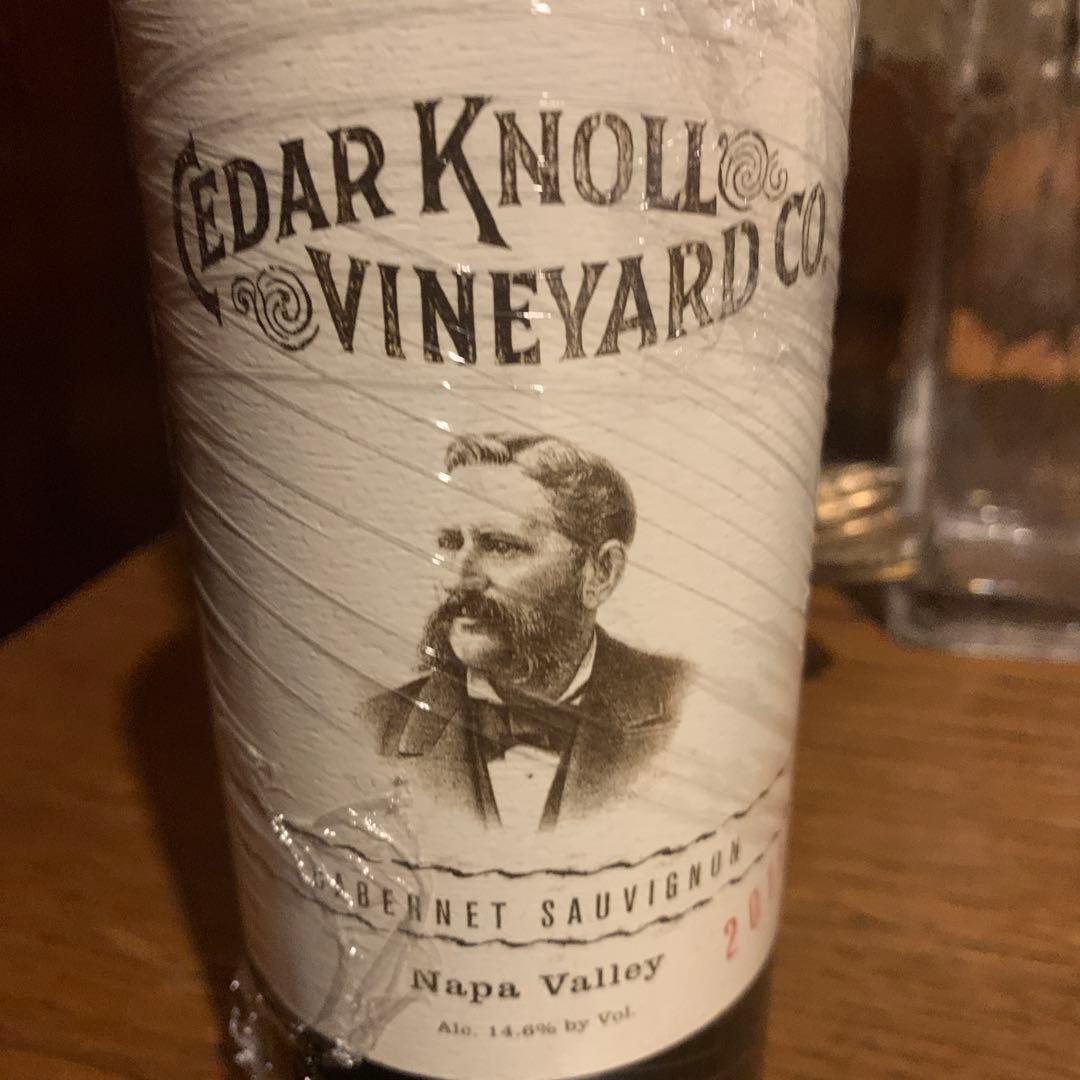 CEDAR KNOLL
VINEYARD CO.
CABERNET SAUVIGNON
Napa Valley
Alc. 14.6% by Vol.